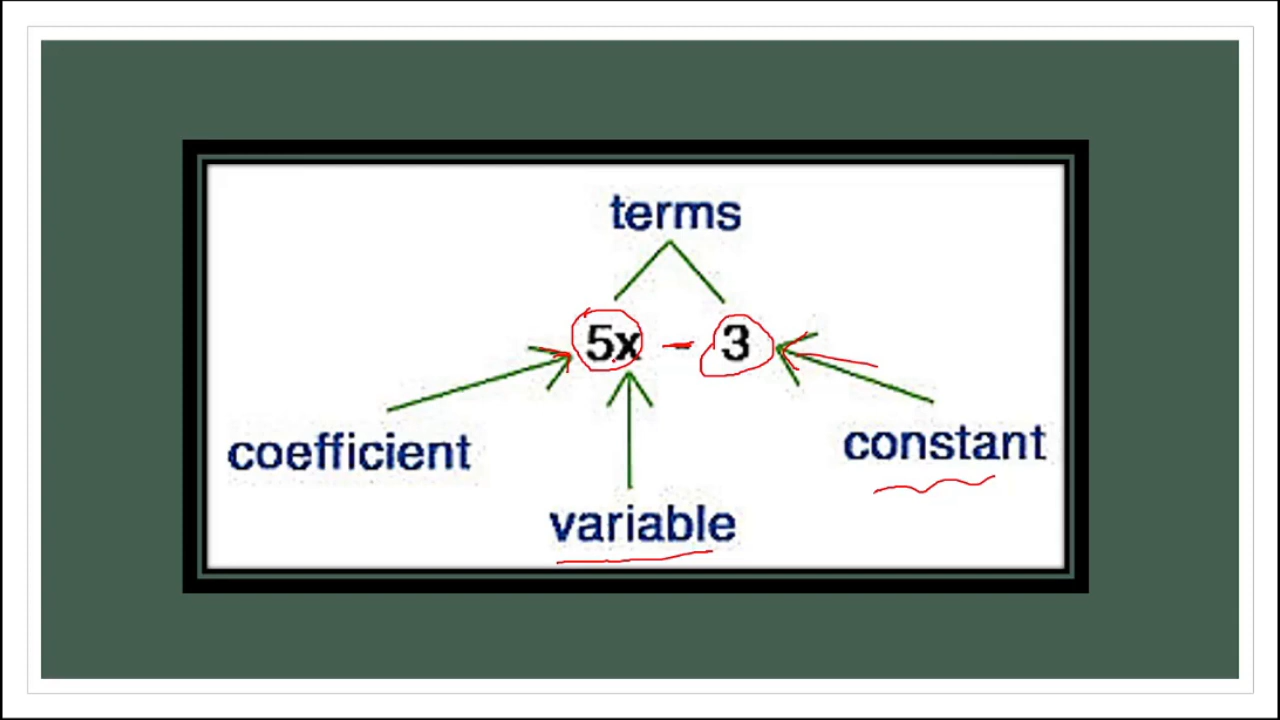 terms
5x - 3
coefficient
constant
variable